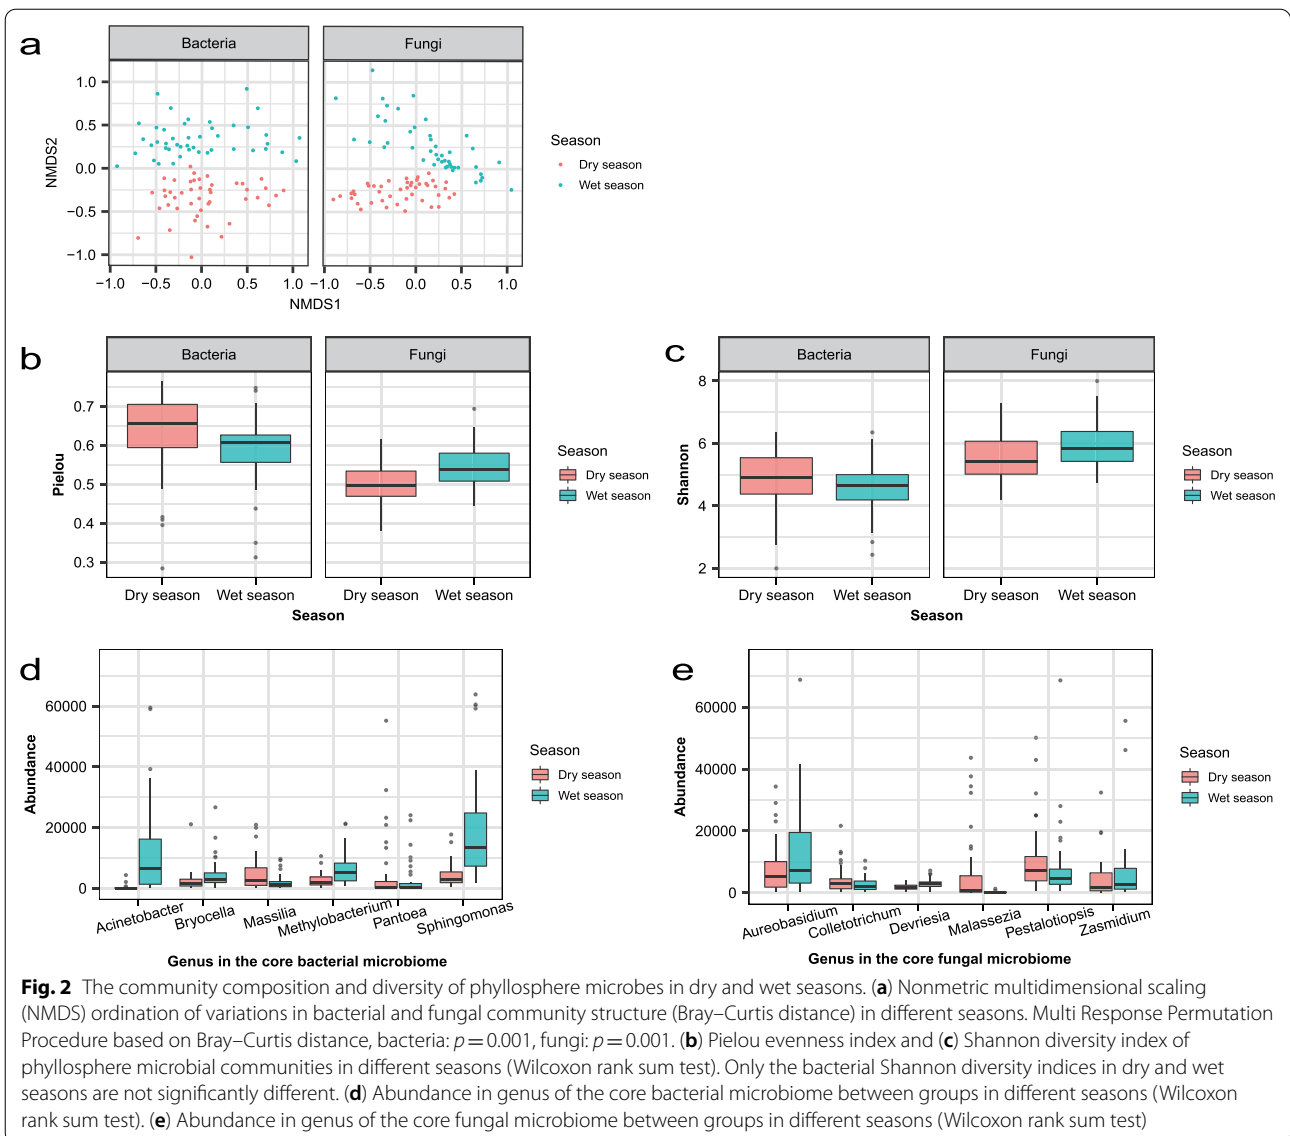 a
Bacteria
Fungi
1.0
0.5
0.0
−0.5
−1.0
NMDS2
−1.0 −0.5 0.0 0.5 1.0 −1.0 −0.5 0.0 0.5 1.0
NMDS1
Season
Dry season
Wet season
b
Bacteria
Fungi
0.7
0.6
0.5
0.4
0.3
Pielou
Dry season Wet season Dry season Wet season
Season
Season
Dry season
Wet season
c
Bacteria
Fungi
8
6
4
2
Shannon
Dry season Wet season Dry season Wet season
Season
Season
Dry season
Wet season
d
60000
40000
20000
0
Abundance
Acinetobacter Bryocella Massilia Methylobacterium Pantoea Sphingomonas
Genus in the core bacterial microbiome
Season
Dry season
Wet season
e
60000
40000
20000
0
Abundance
Aureobasidium Colletotrichum Devriesia Malassezia Pestalotiopsis Zasmidium
Genus in the core fungal microbiome
Season
Dry season
Wet season
Fig. 2 The community composition and diversity of phyllosphere microbes in dry and wet seasons. (a) Nonmetric multidimensional scaling
(NMDS) ordination of variations in bacterial and fungal community structure (Bray–Curtis distance) in different seasons. Multi Response Permutation
Procedure based on Bray–Curtis distance, bacteria: p = 0.001, fungi: p = 0.001. (b) Pielou evenness index and (c) Shannon diversity index of
phyllosphere microbial communities in different seasons (Wilcoxon rank sum test). Only the bacterial Shannon diversity indices in dry and wet
seasons are not significantly different. (d) Abundance in genus of the core bacterial microbiome between groups in different seasons (Wilcoxon
rank sum test). (e) Abundance in genus of the core fungal microbiome between groups in different seasons (Wilcoxon rank sum test)